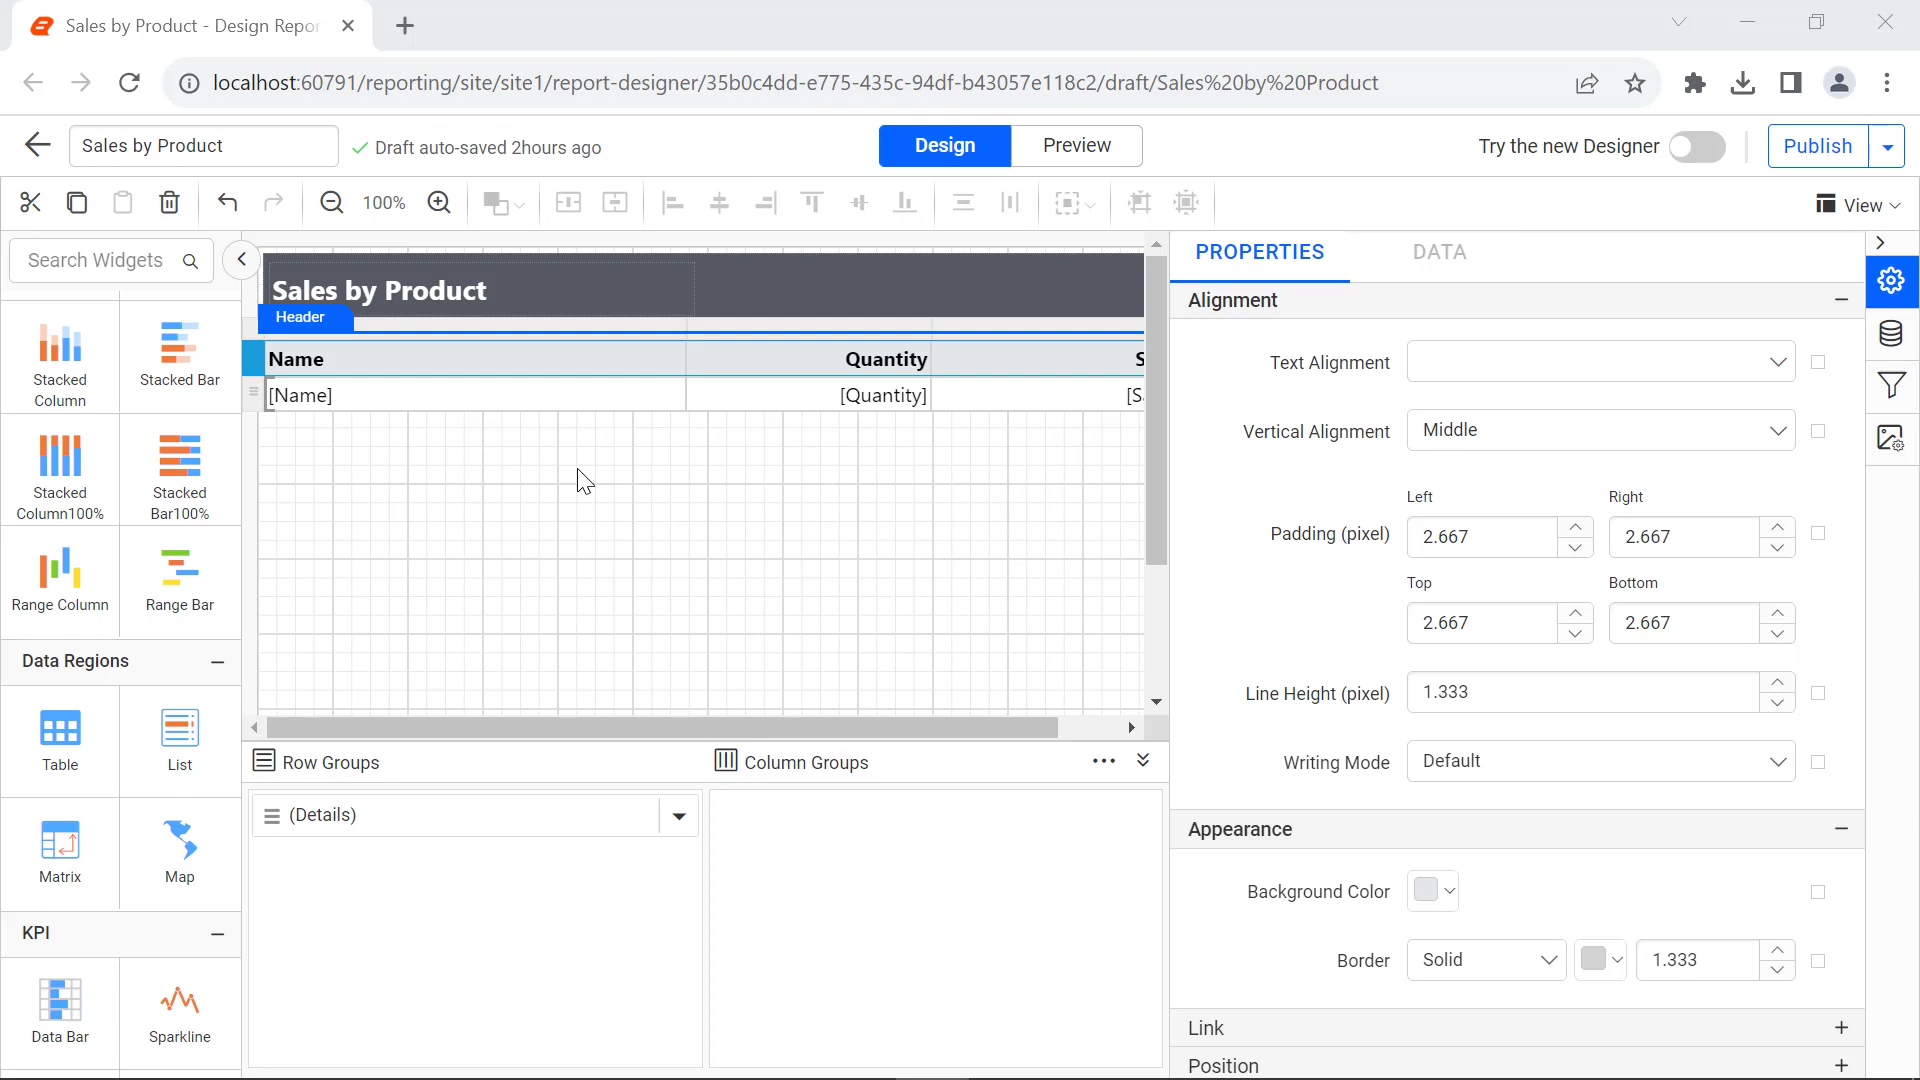 Sales by Product - Design Repor
localhost:60791/reporting/site/site1/report-designer/35b0c4dd-e775-435c-94df-b43057e118c2/draft/Sales%20by%20Product
Sales by Product
Draft auto-saved 2hours ago
Design
Preview
Try the new Designer
Publish
100%
View
Search Widgets
Stacked
Column
Stacked Bar
Stacked
Column100%
Stacked
Bar100%
Range Column
Range Bar
Data Regions
Table
List
Matrix
Map
KPI
Data Bar
Sparkline
Sales by Product
Header
Name
Quantity
S
[Name]
[Quantity]
[Sa
Row Groups
Column Groups
(Details)
PROPERTIES
DATA
Alignment
Text Alignment
Vertical Alignment
Middle
Left
Right
Padding (pixel)
2.667
2.667
Top
Bottom
2.667
2.667
Line Height (pixel)
1.333
Writing Mode
Default
Appearance
Background Color
Border
Solid
1.333
Link
Position